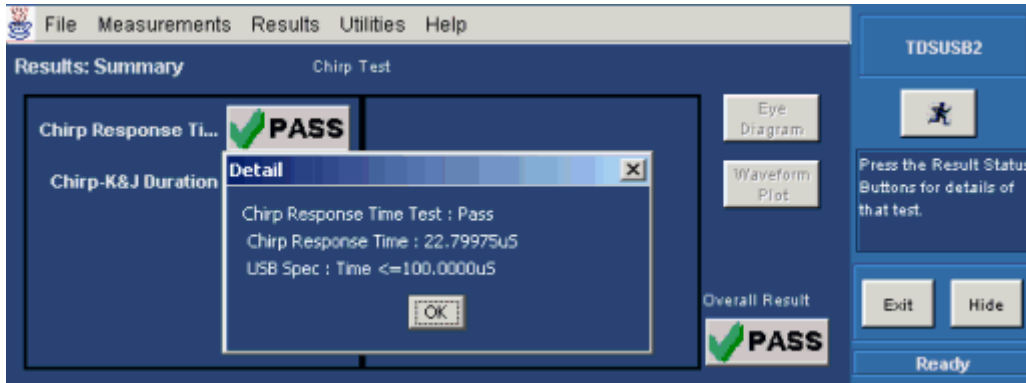 File Measurements Results Utilities Help
TDSUSB2
Results: Summary
Chirp Test
Chirp Response Ti...
PASS
Chirp-K&J Duration
Detail
Chirp Response Time Test : Pass
Chirp Response Time : 22.79975uS
USB Spec : Time <=100.0000uS
OK
Eye
Diagram
Waveform
Plot
Overall Result
PASS
Press the Result Status
Buttons for details of
that test.
Exit
Hide
Ready